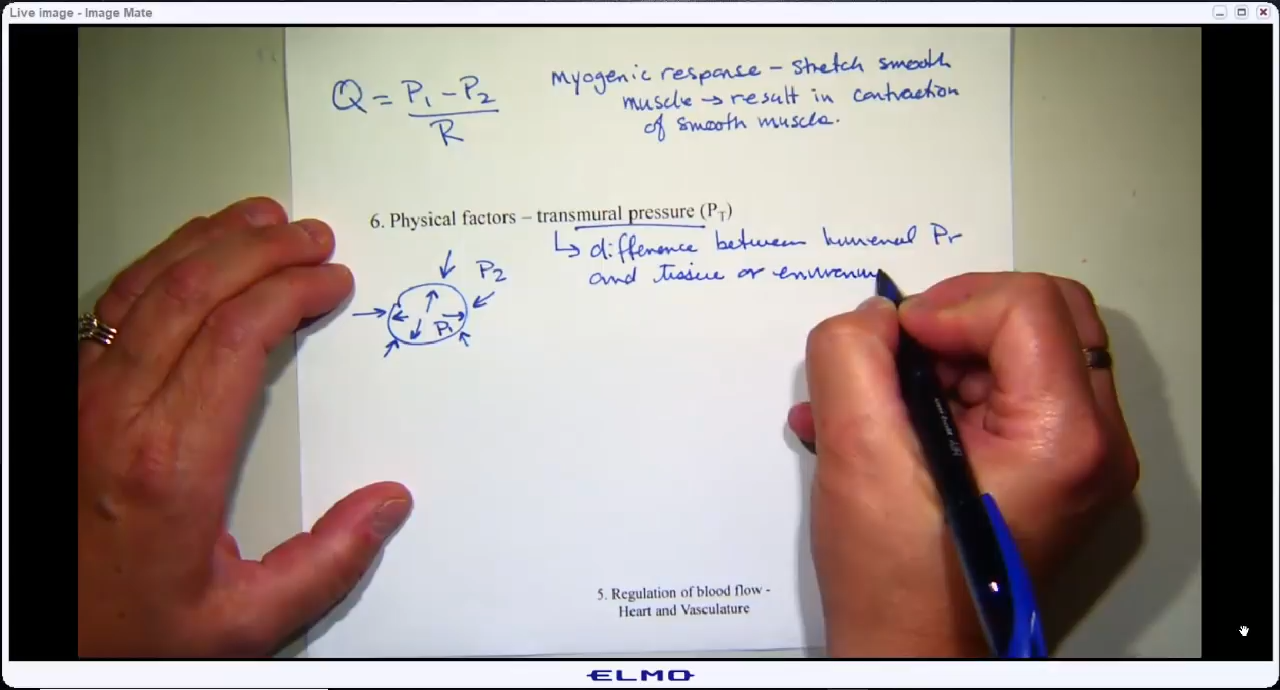 Live image - Image Mate
Q = P1 - P2
R
Myogenic response - stretch smooth
muscle → result in contraction
of smooth muscle.
6. Physical factors – transmural pressure (PT)
↳ difference between lumenal Pr
and tissue or
P2
P1
5. Regulation of blood flow -
Heart and Vasculature
ELMO